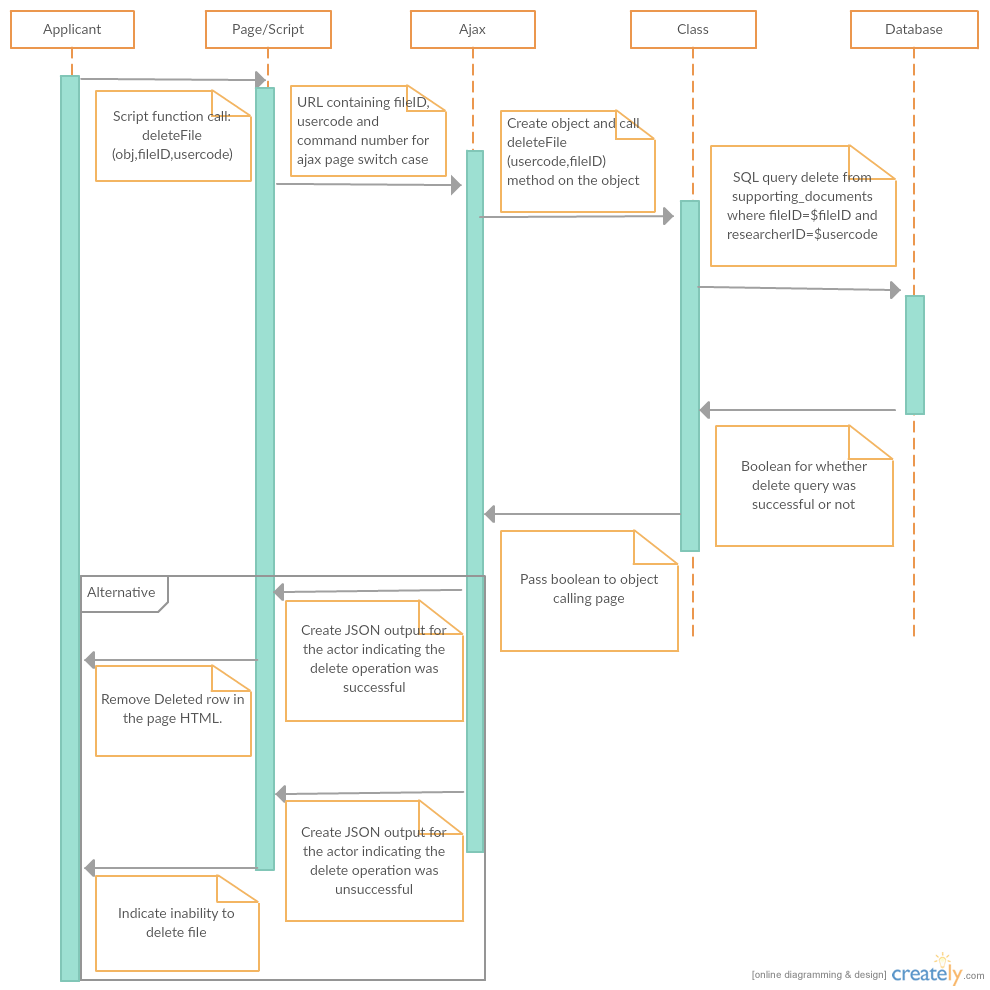 Applicant
Page/Script
Ajax
Class
Database
Script function call:
deleteFile
(obj,fileID,usercode)
URL containing fileID,
usercode and
command number for
ajax page switch case
Create object and call
deleteFile
(usercode,fileID)
method on the object
SQL query delete from
supporting_documents
where fileID=$fileID and
researcherID=$usercode
Boolean for whether
delete query was
successful or not
Pass boolean to object
calling page
Alternative
Create JSON output for
the actor indicating the
delete operation was
successful
Remove Deleted row in
the page HTML.
Create JSON output for
the actor indicating the
delete operation was
unsuccessful
Indicate inability to
delete file
[online diagramming & design] creately.com